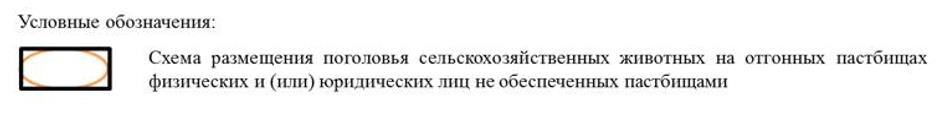 Условные обозначения:
Схема размещения поголовья сельскохозяйственных животных на отгонных пастбищах
физических и (или) юридических лиц не обеспеченных пастбищами